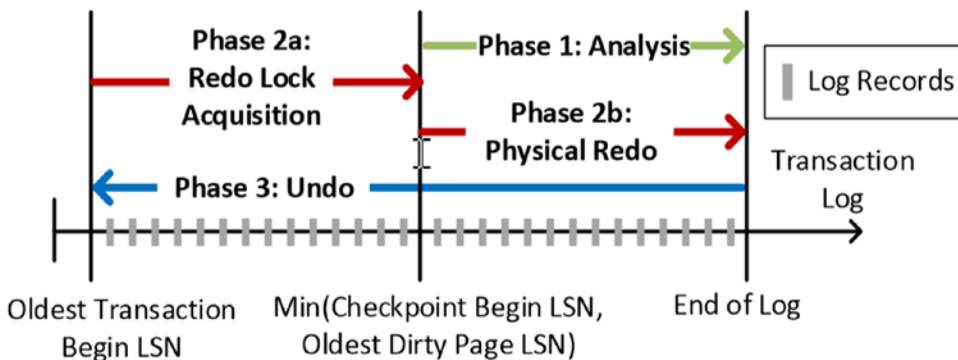 Phase 2a:
Redo Lock
Acquisition
Phase 1: Analysis
Log Records
Phase 2b:
Physical Redo
Transaction
Log
Phase 3: Undo
Oldest Transaction
Begin LSN
Min(Checkpoint Begin LSN,
Oldest Dirty Page LSN)
End of Log